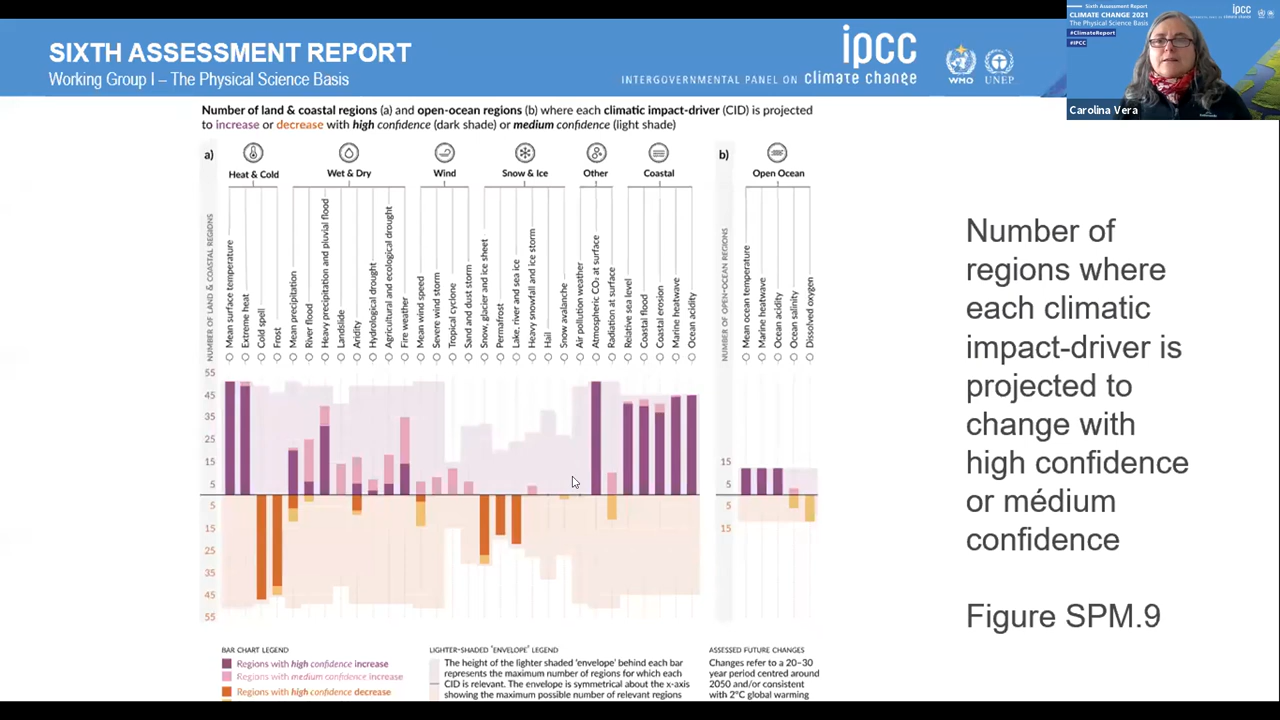 SIXTH ASSESSMENT REPORT
Working Group I – The Physical Science Basis
ipcc
INTERGOVERNMENTAL PANEL ON climate change
WMO
UNEP
Sixth Assessment Report
CLIMATE CHANGE 2021
The Physical Science Basis
#ClimateReport
#IPCC
ipcc
Carolina Vera
Number of land & coastal regions (a) and open-ocean regions (b) where each climatic impact-driver (CID) is projected
to increase or decrease with high confidence (dark shade) or medium confidence (light shade)
a)
Heat & Cold
Wet & Dry
Wind
Snow & Ice
Other
Coastal
b)
Open Ocean
NUMBER OF LAND & COASTAL REGIONS
Mean surface temperature
Extreme heat
Cold spell
Frost
Mean precipitation
River flood
Heavy precipitation and pluvial flood
Landslide
Aridity
Hydrological drought
Agricultural and ecological drought
Fire weather
Mean wind speed
Severe wind storm
Tropical cyclone
Sand and dust storm
Snow, glacier and ice sheet
Permafrost
Lake, river and sea ice
Heavy snowfall and ice storm
Hail
Snow avalanche
Air pollution weather
Atmospheric CO₂ at surface
Radiation at surface
Relative sea level
Coastal flood
Coastal erosion
Marine heatwave
Ocean acidity
NUMBER OF OPEN-OCEAN REGIONS
Mean ocean temperature
Marine heatwave
Ocean acidity
Ocean salinity
Dissolved oxygen
55
45
35
25
15
5
5
15
25
35
45
55
15
5
5
15
Number of
regions where
each climatic
impact-driver is
projected to
change with
high confidence
or médium
confidence
Figure SPM.9
BAR CHART LEGEND
Regions with high confidence increase
Regions with medium confidence increase
Regions with high confidence decrease
LIGHTER-SHADED 'ENVELOPE' LEGEND
The height of the lighter shaded 'envelope' behind each bar
represents the maximum number of regions for which each
CID is relevant. The envelope is symmetrical about the x-axis
showing the maximum possible number of relevant regions
ASSESSED FUTURE CHANGES
Changes refer to a 20–30
year period centred around
2050 and/or consistent
with 2°C global warming